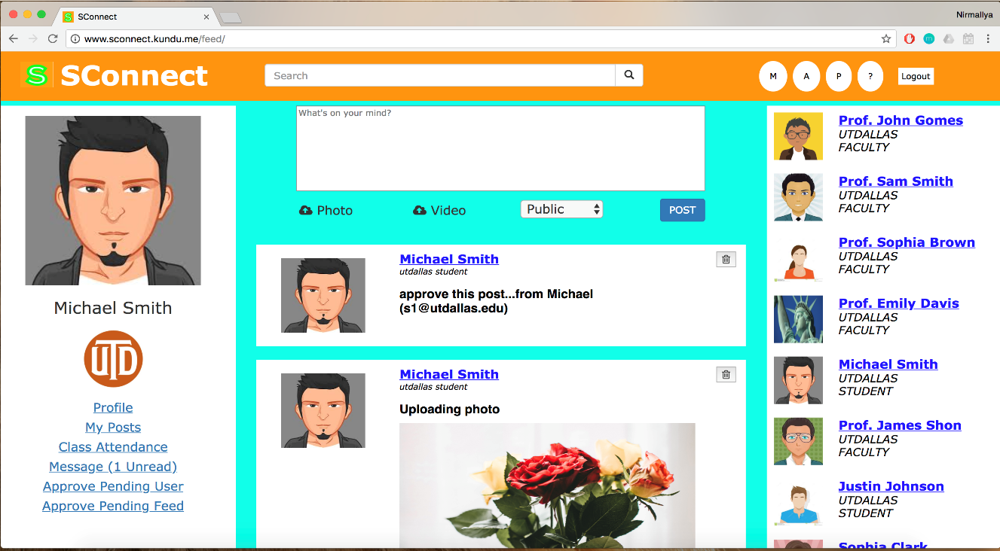 SConnect
Nirmallya
www.sconnect.kundu.me/feed/
m
S SConnect
Search
M A P ? Logout
Michael Smith
UTD
Profile
My Posts
Class Attendance
Message (1 Unread)
Approve Pending User
Approve Pending Feed
What's on your mind?
Photo Video Public POST
Michael Smith
utdallas student
approve this post...from Michael
(s1@utdallas.edu)
Michael Smith
utdallas student
Uploading photo
Prof. John Gomes
UTDALLAS
FACULTY
Prof. Sam Smith
UTDALLAS
FACULTY
Prof. Sophia Brown
UTDALLAS
FACULTY
Prof. Emily Davis
UTDALLAS
FACULTY
Michael Smith
UTDALLAS
STUDENT
Prof. James Shon
UTDALLAS
FACULTY
Justin Johnson
UTDALLAS
STUDENT
Sophia Clark